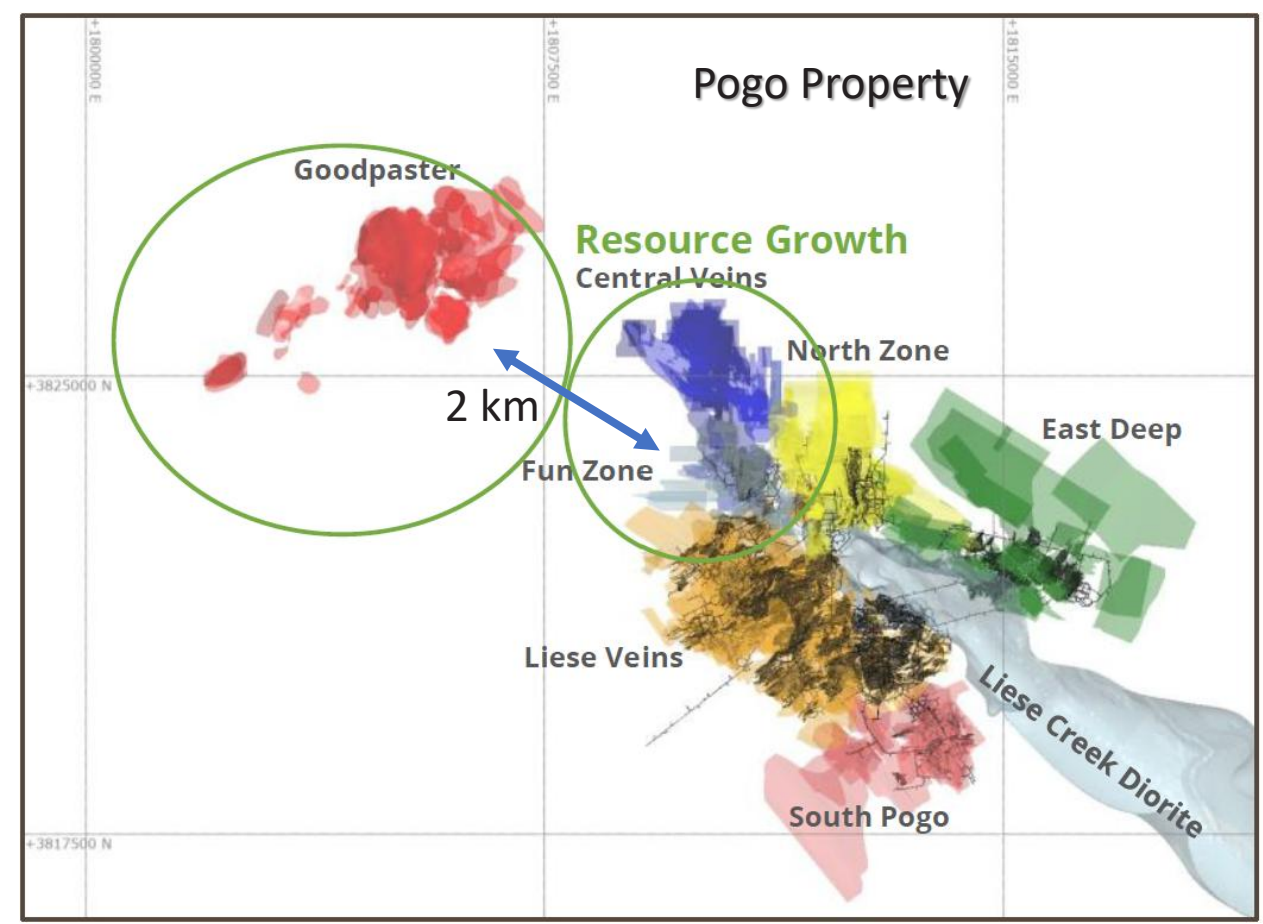 +1800000 E
+1807500 E
+1815000 E
Pogo Property
Goodpaster
Resource Growth
Central Veins
North Zone
+3825000 N
2 km
East Deep
Fun Zone
Liese Veins
Liese Creek Diorite
South Pogo
+3817500 N